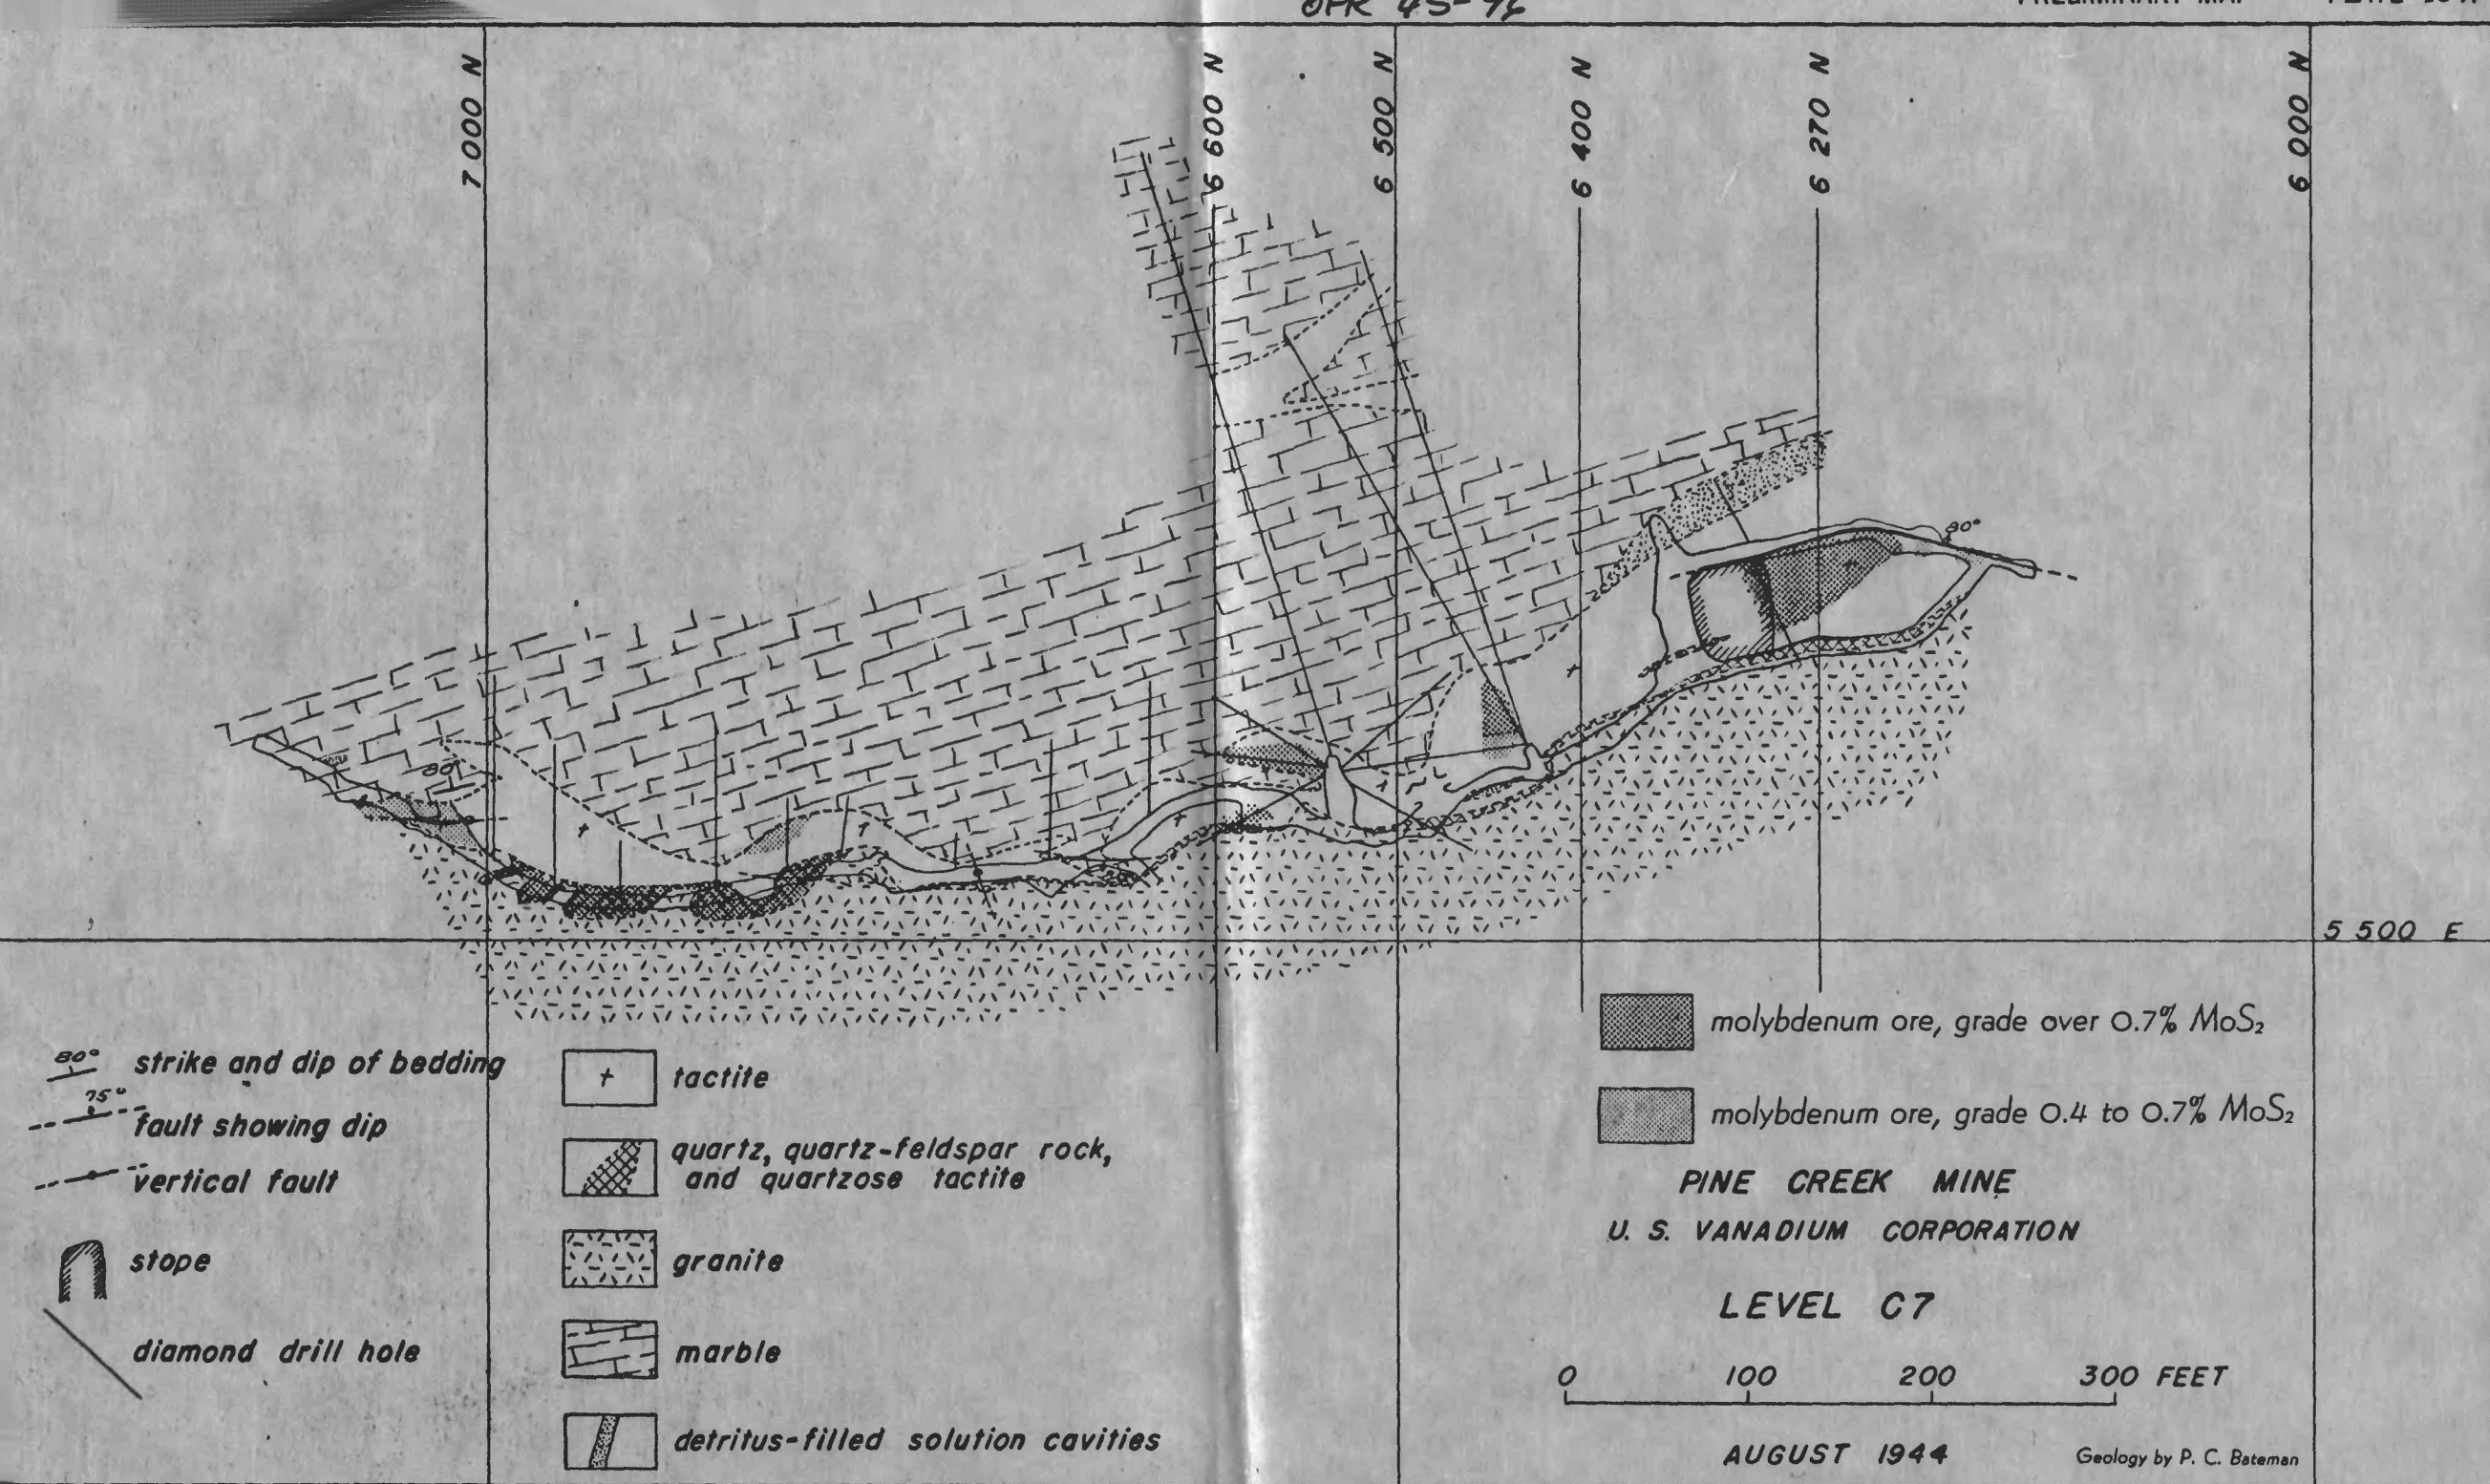 OFR 45-96
PRELIMINARY MAP
7 000 N
6 600 N
6 500 N
6 400 N
6 270 N
6 000 N
80°
80°
5 500 E
80°
strike and dip of bedding
75°
fault showing dip
vertical fault
stope
diamond drill hole
tactite
quartz, quartz-feldspar rock,
and quartzose tactite
granite
marble
detritus-filled solution cavities
molybdenum ore, grade over 0.7% MoS₂
molybdenum ore, grade 0.4 to 0.7% MoS₂
PINE CREEK MINE
U. S. VANADIUM CORPORATION
LEVEL C7
0 100 200 300 FEET
AUGUST 1944
Geology by P. C. Bateman